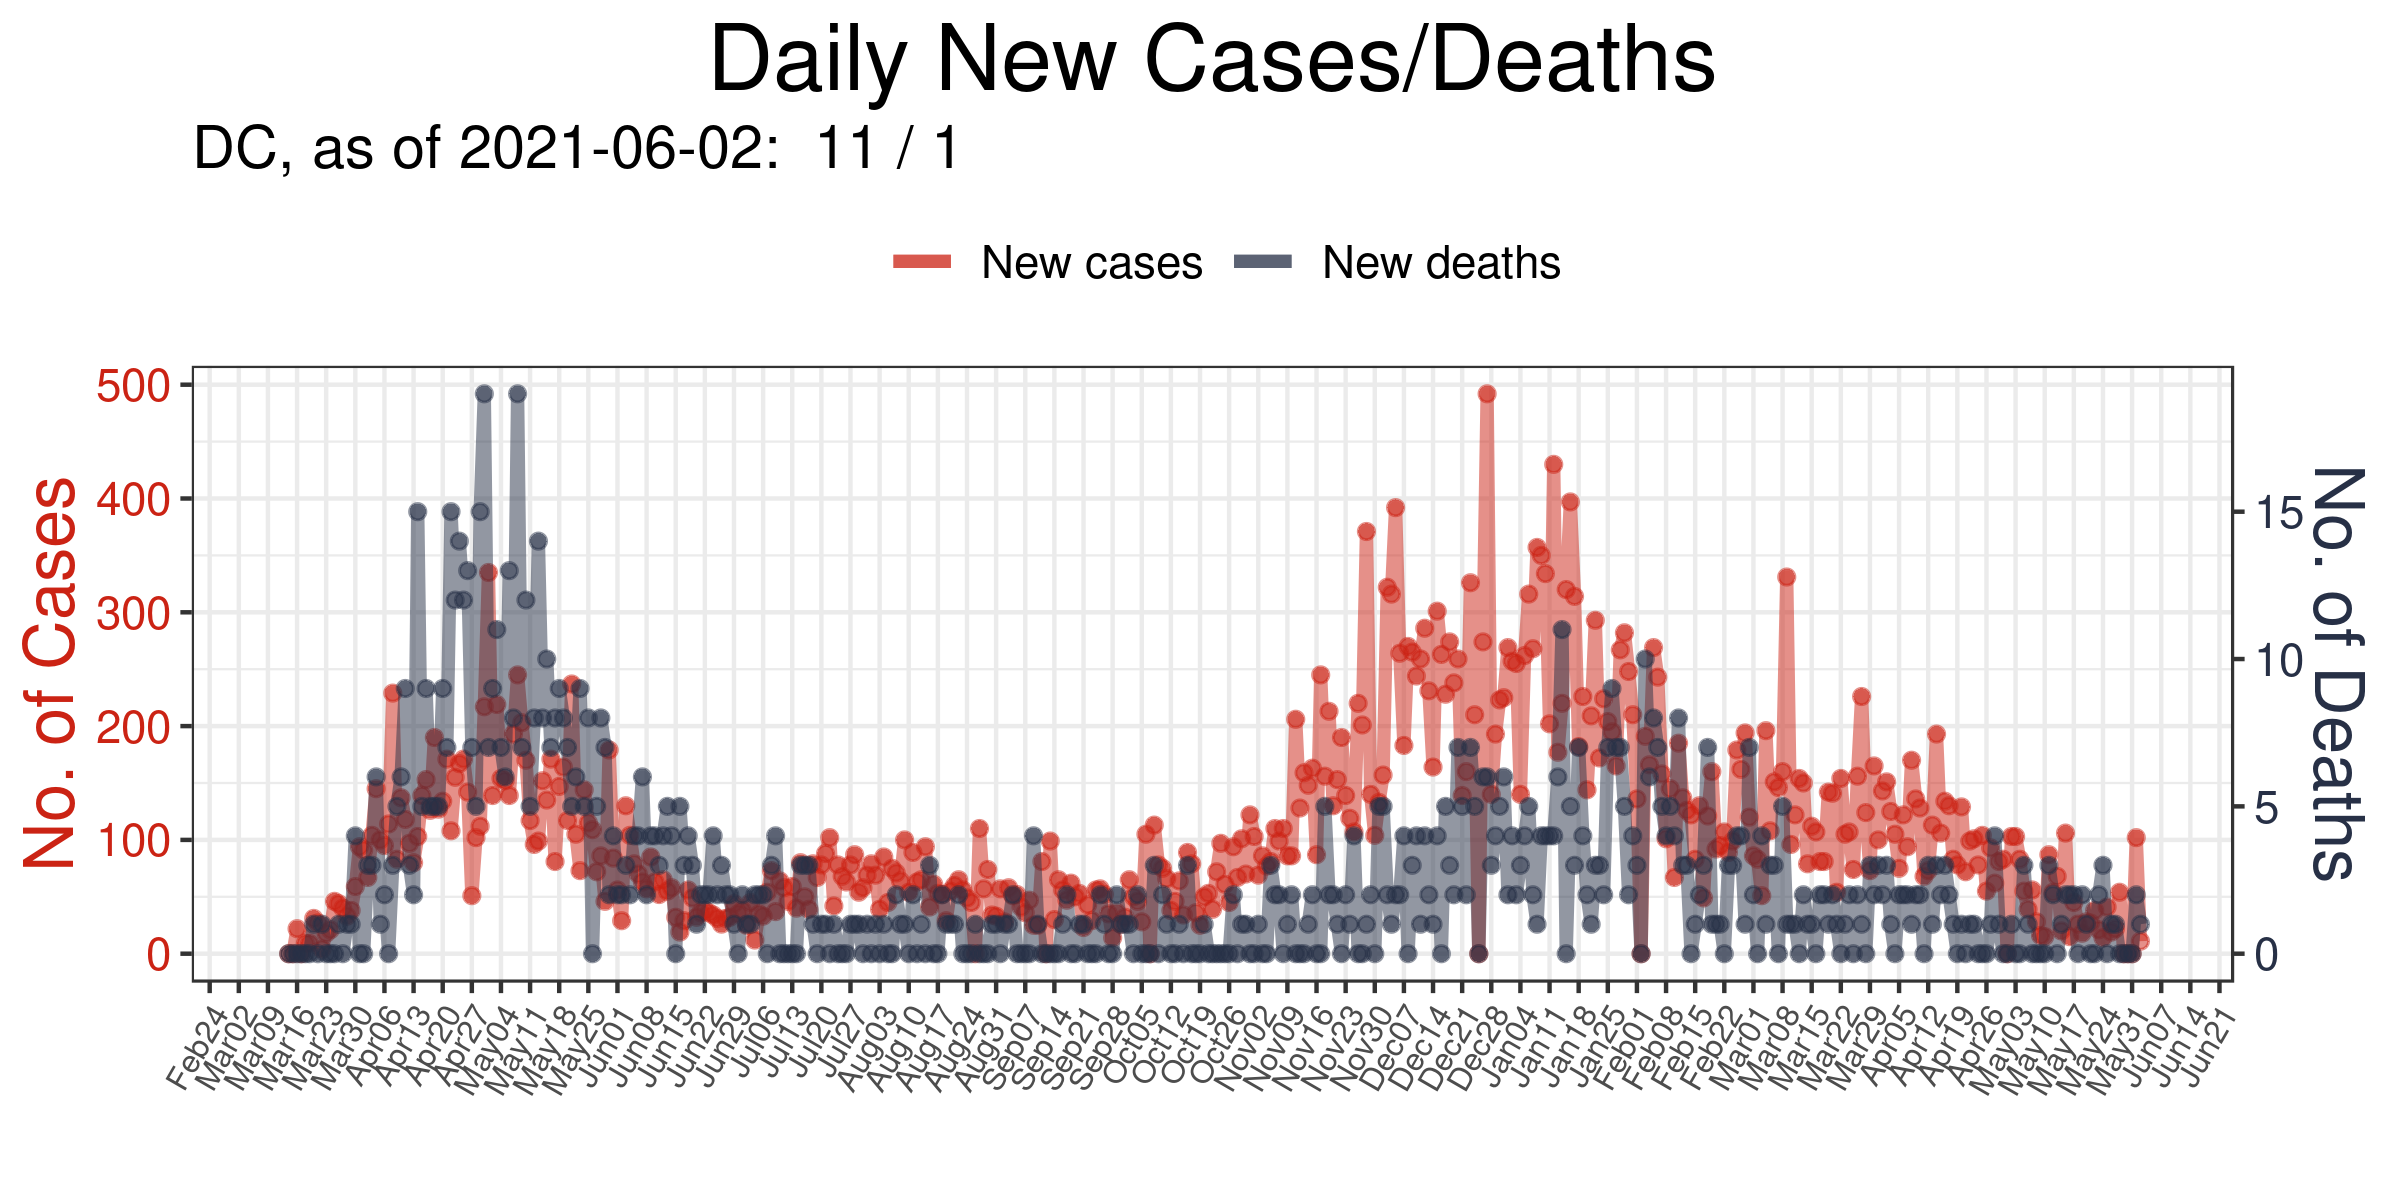 Daily New Cases/Deaths
DC, as of 2021-06-02:  11 / 1
New cases
New deaths
No. of Cases
500
400
300
200
100
0
15
10
5
0
No. of Deaths
Feb24
Mar02
Mar09
Mar16
Mar23
Mar30
Apr06
Apr13
Apr20
Apr27
May04
May11
May18
May25
Jun01
Jun08
Jun15
Jun22
Jun29
Jul06
Jul13
Jul20
Jul27
Aug03
Aug10
Aug17
Aug24
Aug31
Sep07
Sep14
Sep21
Sep28
Oct05
Oct12
Oct19
Oct26
Nov02
Nov09
Nov16
Nov23
Nov30
Dec07
Dec14
Dec21
Dec28
Jan04
Jan11
Jan18
Jan25
Feb01
Feb08
Feb15
Feb22
Mar01
Mar08
Mar15
Mar22
Mar29
Apr05
Apr12
Apr19
Apr26
May03
May10
May17
May24
May31
Jun07
Jun14
Jun21